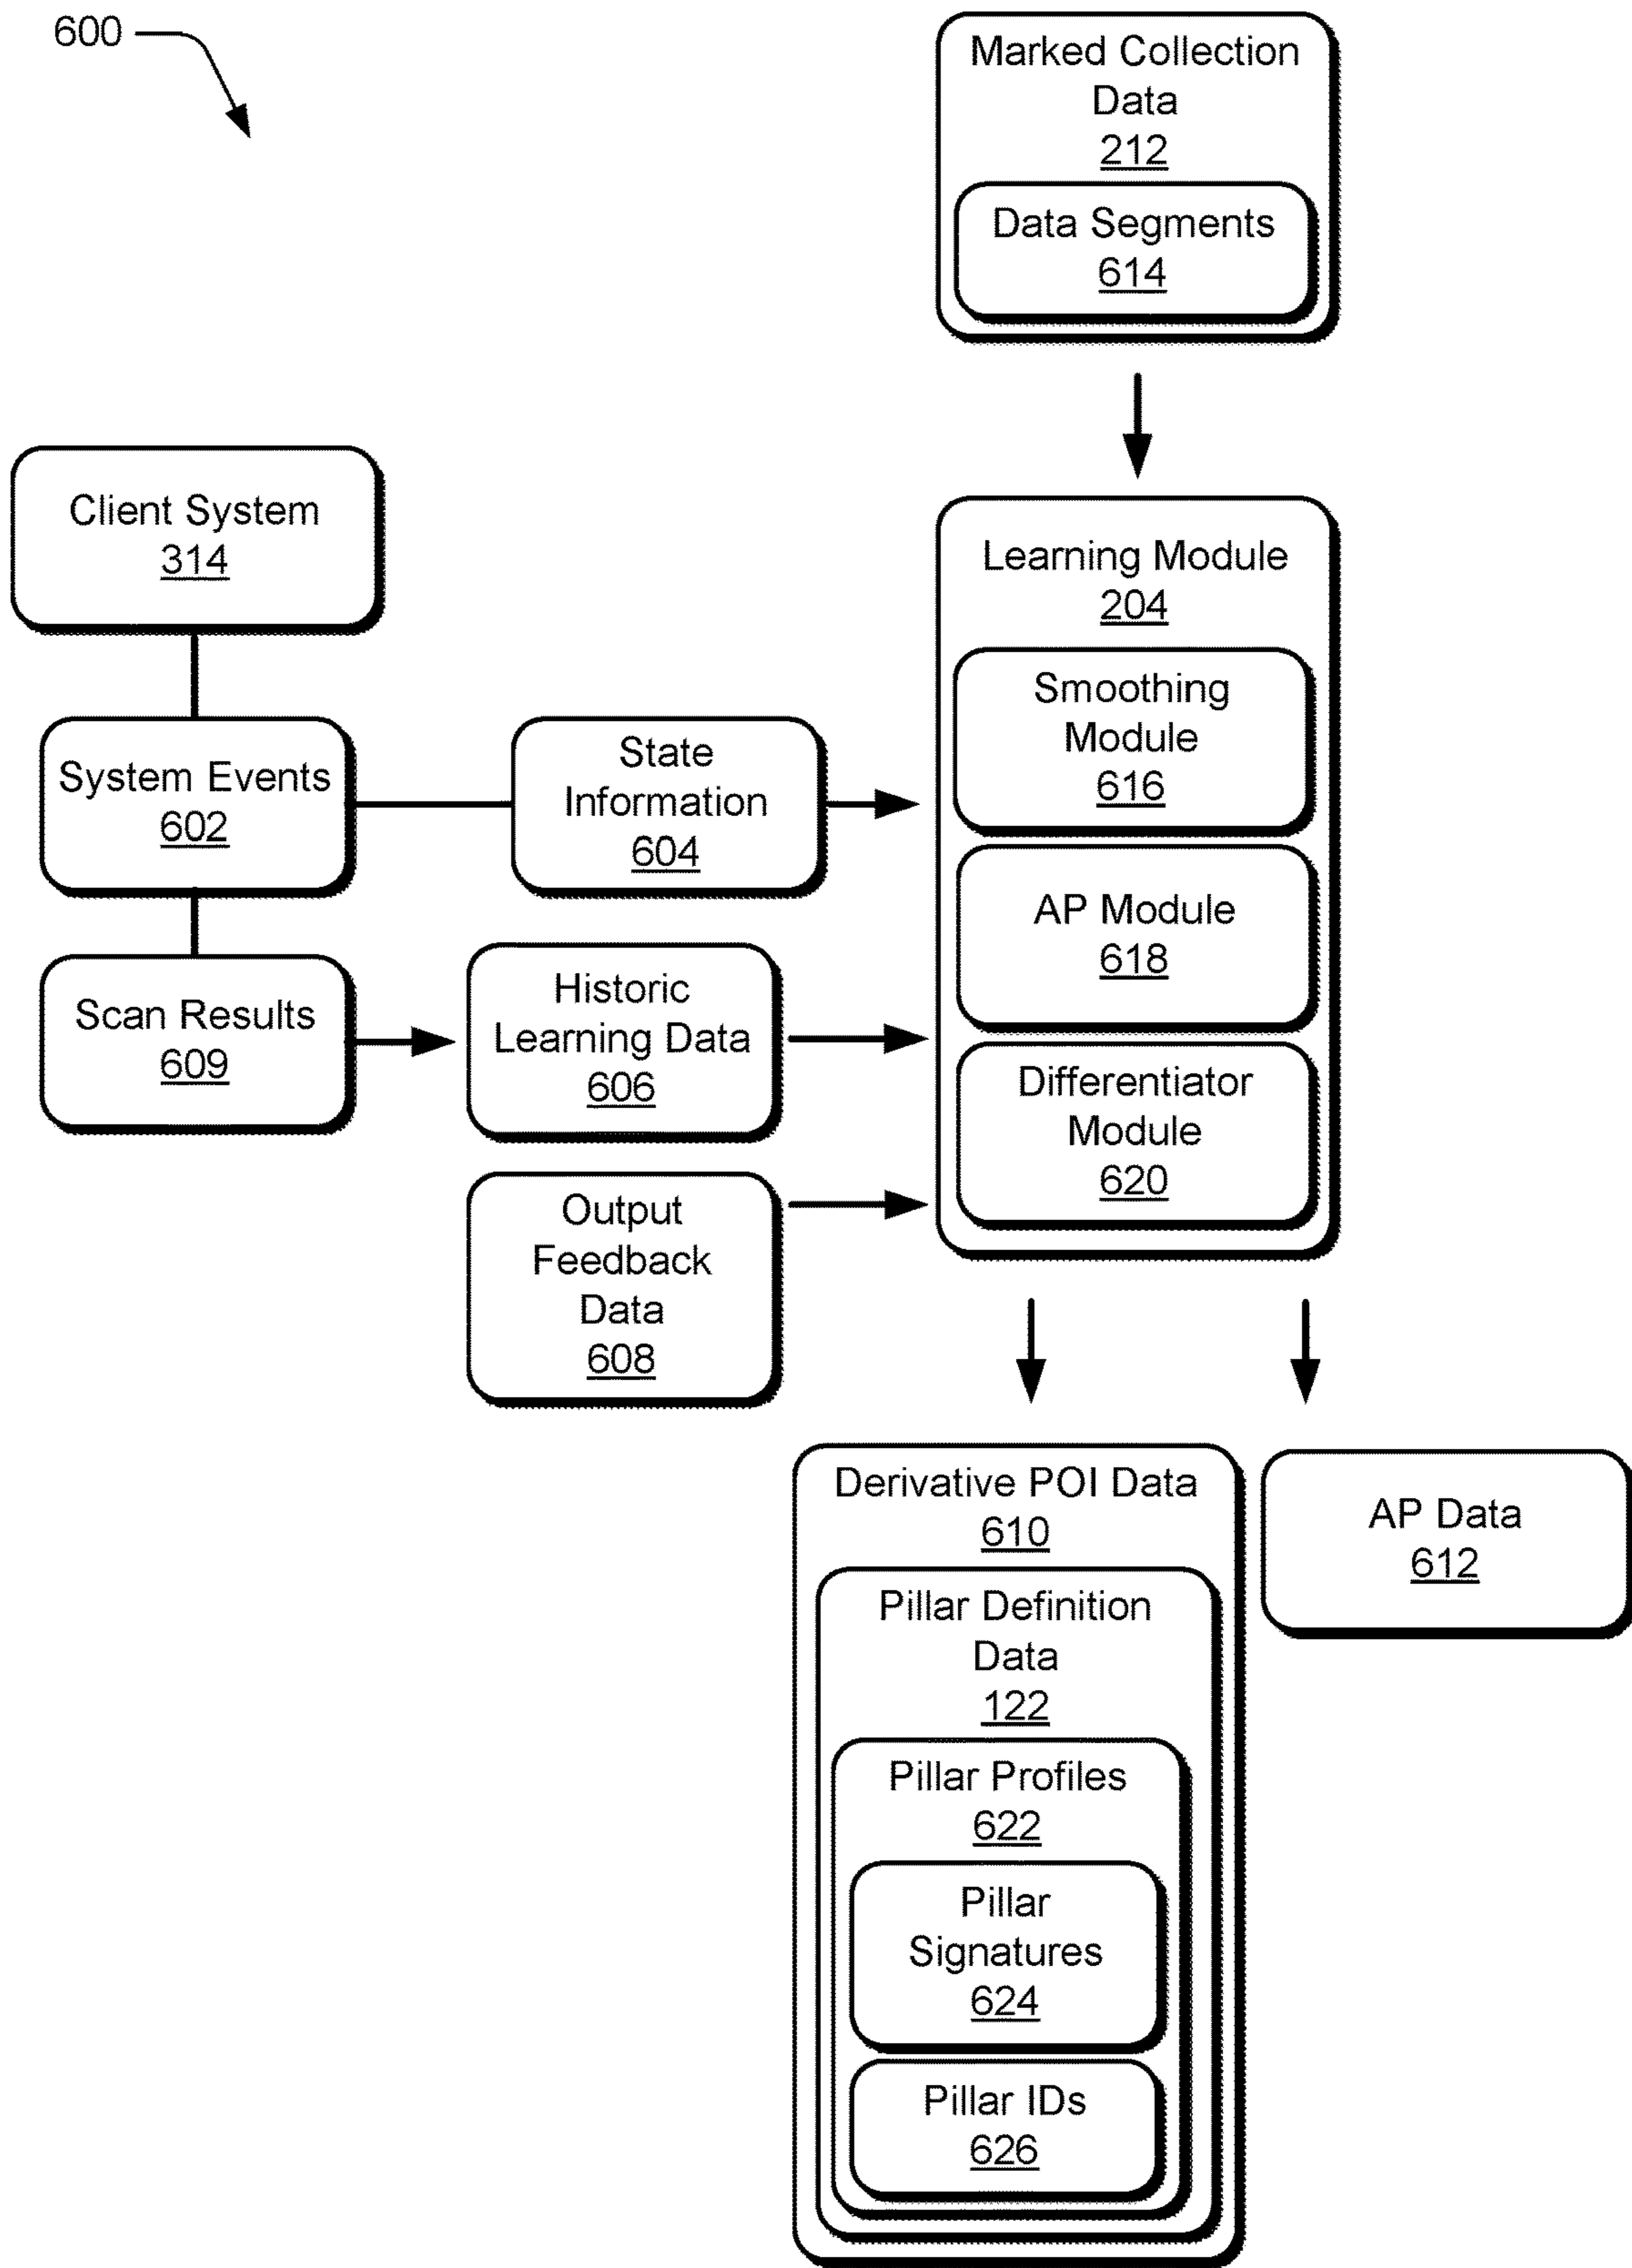 600
Marked Collection
Data
212
Data Segments
614
Client System
314
Learning Module
204
Smoothing
Module
616
System Events
602
State
Information
604
AP Module
618
Scan Results
609
Historic
Learning Data
606
Differentiator
Module
620
Output
Feedback
Data
608
Derivative POI Data
610
AP Data
612
Pillar Definition
Data
122
Pillar Profiles
622
Pillar
Signatures
624
Pillar IDs
626